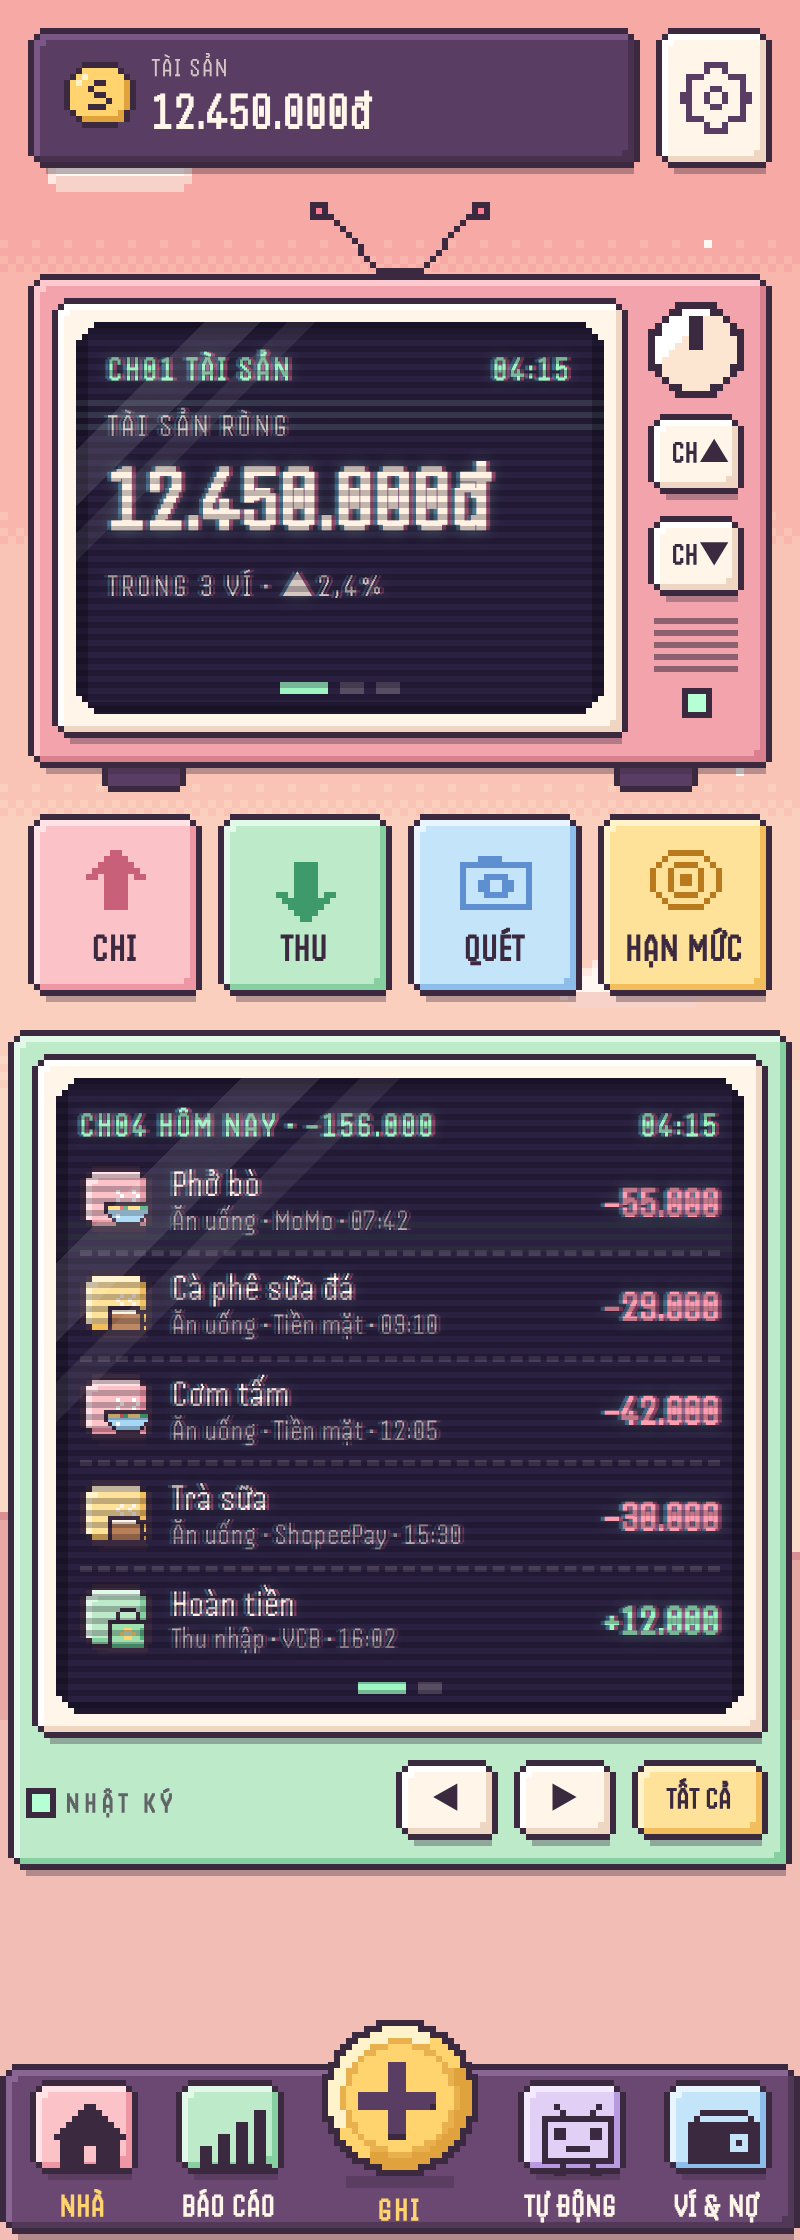 TÀI SẢN
12.450.000đ
CH01 TÀI SẢN 04:15
TÀI SẢN RÒNG
12.450.000đ
TRONG 3 VÍ · ▲2,4%
CH▲
CH▼
CHI THU QUÉT HẠN MỨC
CH04 HÔM NAY · -156.000 04:15
Phở bò
Ăn uống · MoMo · 07:42
-55.000
Cà phê sữa đá
Ăn uống · Tiền mặt · 09:10
-29.000
Cơm tấm
Ăn uống · Tiền mặt · 12:05
-42.000
Trà sữa
Ăn uống · ShopeePay · 15:30
-30.000
Hoàn tiền
Thu nhập · VCB · 16:02
+12.000
NHẬT KÝ ◀ ▶ TẤT CẢ
NHÀ BÁO CÁO GHI TỰ ĐỘNG VÍ & NỢ